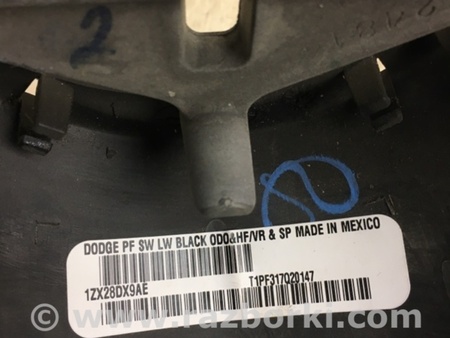 2
DODGE PF SW LW BLACK ODO&HF/VR & SP MADE IN MEXICO
1ZX28DX9AE
T1PF317020147
www.razborki.com